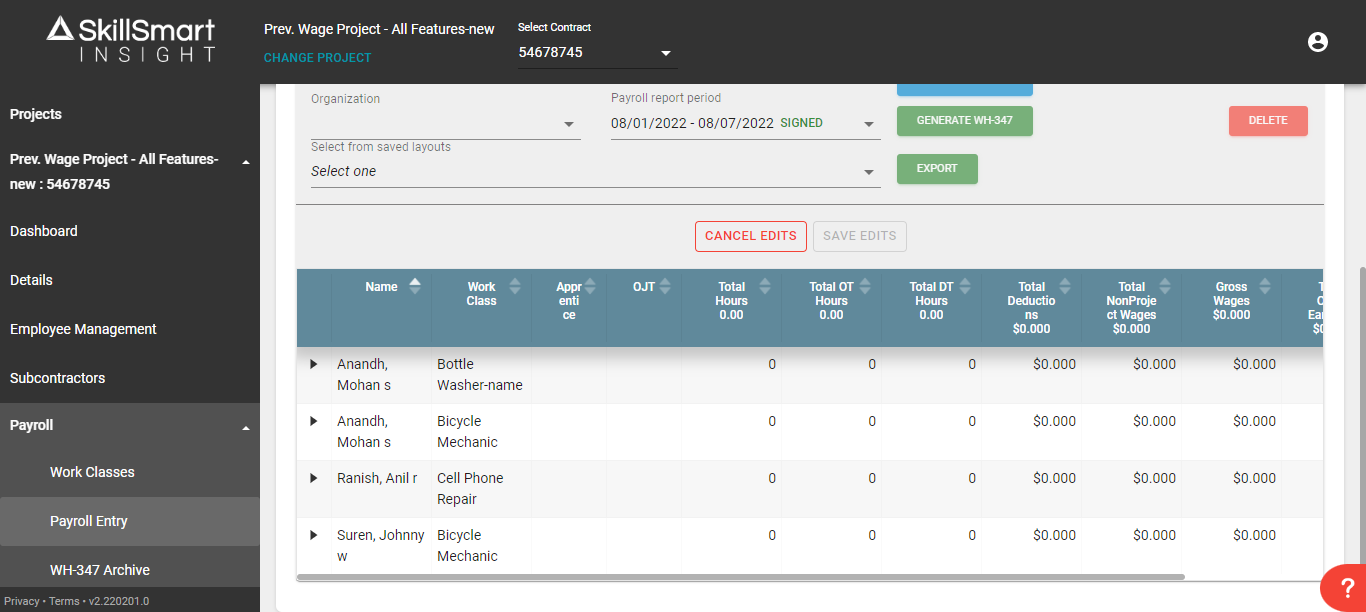 SkillSmart
INSIGHT
Prev. Wage Project - All Features-new
CHANGE PROJECT
Select Contract
54678745
Projects
Prev. Wage Project - All Features-
new : 54678745
Dashboard
Details
Employee Management
Subcontractors
Payroll
Work Classes
Payroll Entry
WH-347 Archive
Privacy • Terms • v2.220201.0
Organization
Payroll report period
08/01/2022 - 08/07/2022 SIGNED
GENERATE WH-347
DELETE
Select from saved layouts
Select one
EXPORT
CANCEL EDITS
SAVE EDITS
Name
Work
Class
Appr
enti
ce
OJT
Total
Hours
0.00
Total OT
Hours
0.00
Total DT
Hours
0.00
Total
Deductio
ns
$0.000
Total
NonProje
ct Wages
$0.000
Gross
Wages
$0.000
Anandh,
Mohan s
Bottle
Washer-name
0 0 0 $0.000 $0.000 $0.000
Anandh,
Mohan s
Bicycle
Mechanic
0 0 0 $0.000 $0.000 $0.000
Ranish, Anil r
Cell Phone
Repair
0 0 0 $0.000 $0.000 $0.000
Suren, Johnny
w
Bicycle
Mechanic
0 0 0 $0.000 $0.000 $0.000
?